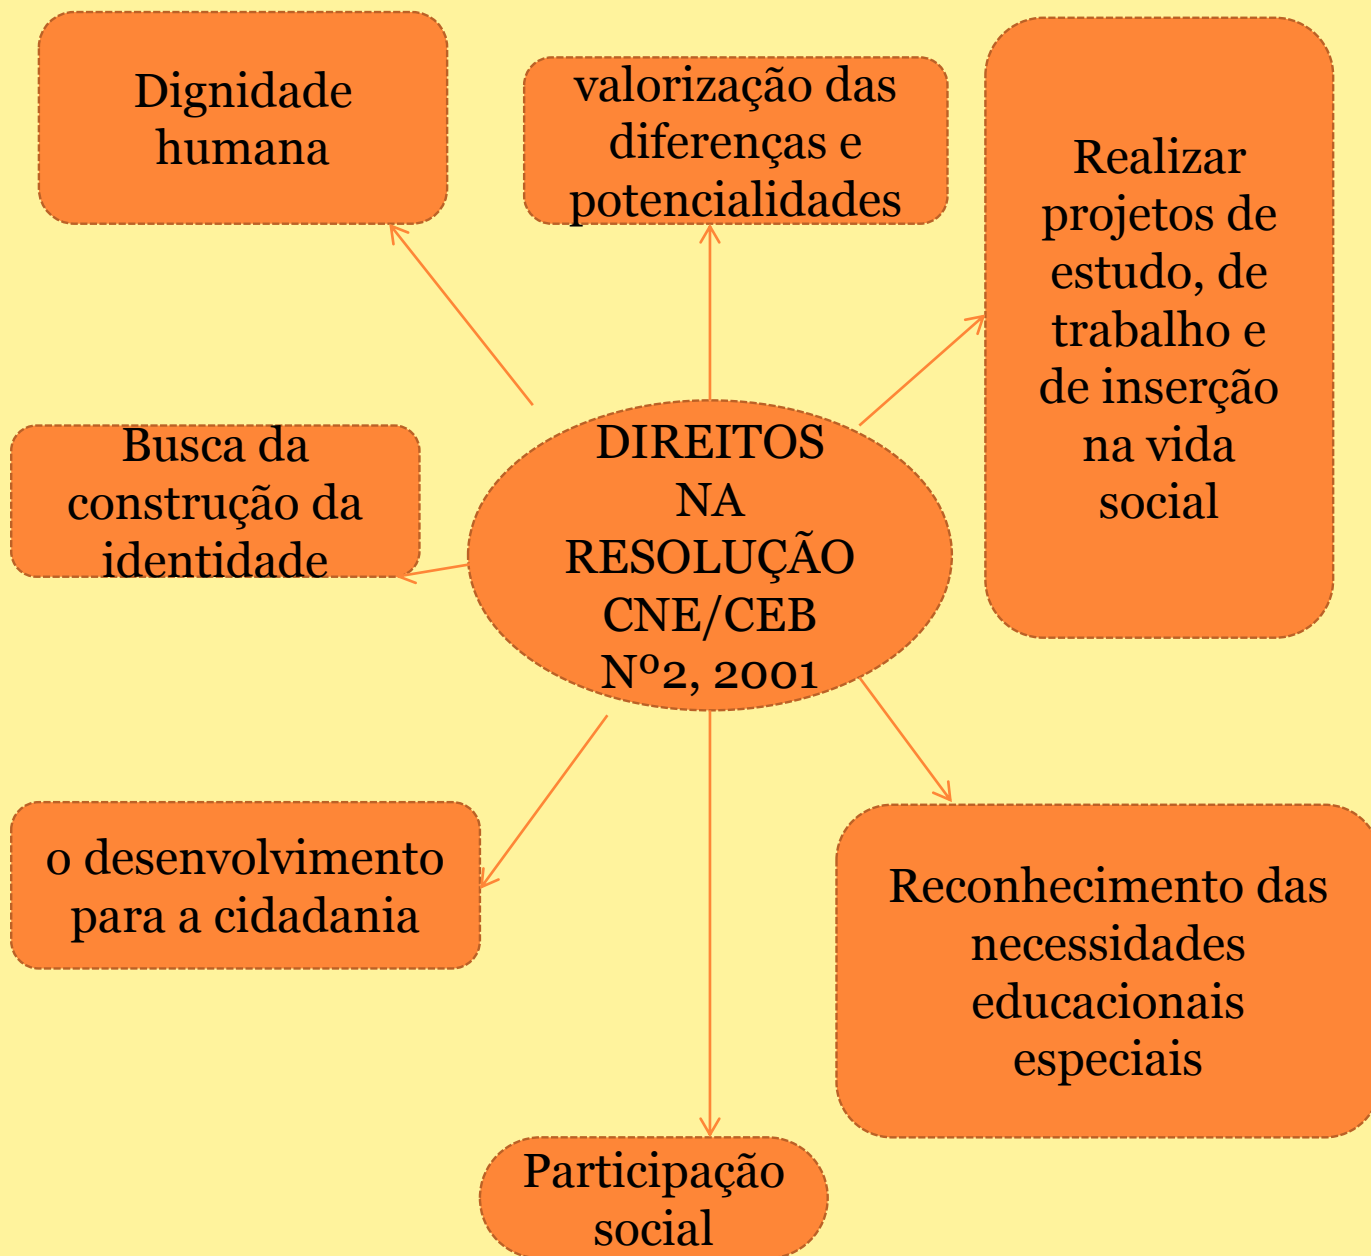 Dignidade
humana
valorização das
diferenças e
potencialidades
Realizar
projetos de
estudo, de
trabalho e
de inserção
na vida
social
Busca da
construção da
identidade
DIREITOS
NA
RESOLUÇÃO
CNE/CEB
Nº2, 2001
o desenvolvimento
para a cidadania
Reconhecimento das
necessidades
educacionais
especiais
Participação
social